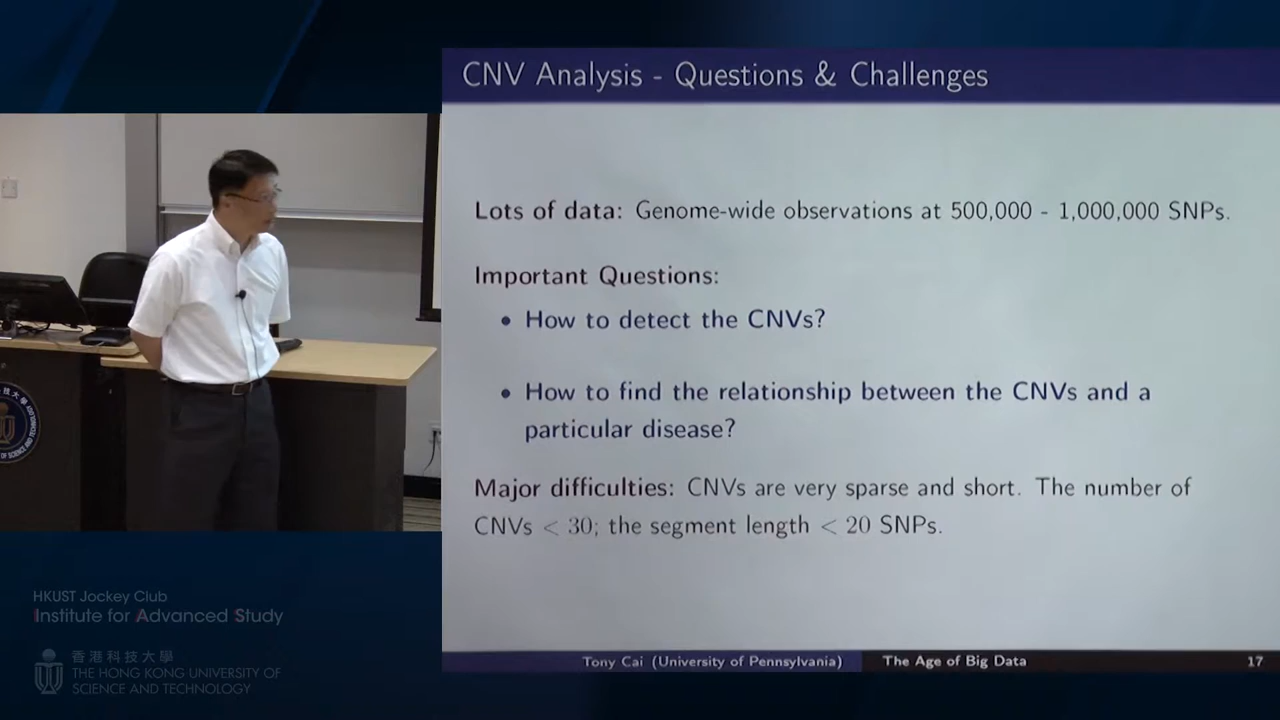 CNV Analysis - Questions & Challenges
Lots of data: Genome-wide observations at 500,000 - 1,000,000 SNPs.
Important Questions:
• How to detect the CNVs?
• How to find the relationship between the CNVs and a
particular disease?
Major difficulties: CNVs are very sparse and short. The number of
CNVs < 30; the segment length < 20 SNPs.
Tony Cai (University of Pennsylvania)
The Age of Big Data
17
HKUST Jockey Club
Institute for Advanced Study
香港科技大學
THE HONG KONG UNIVERSITY OF
SCIENCE AND TECHNOLOGY